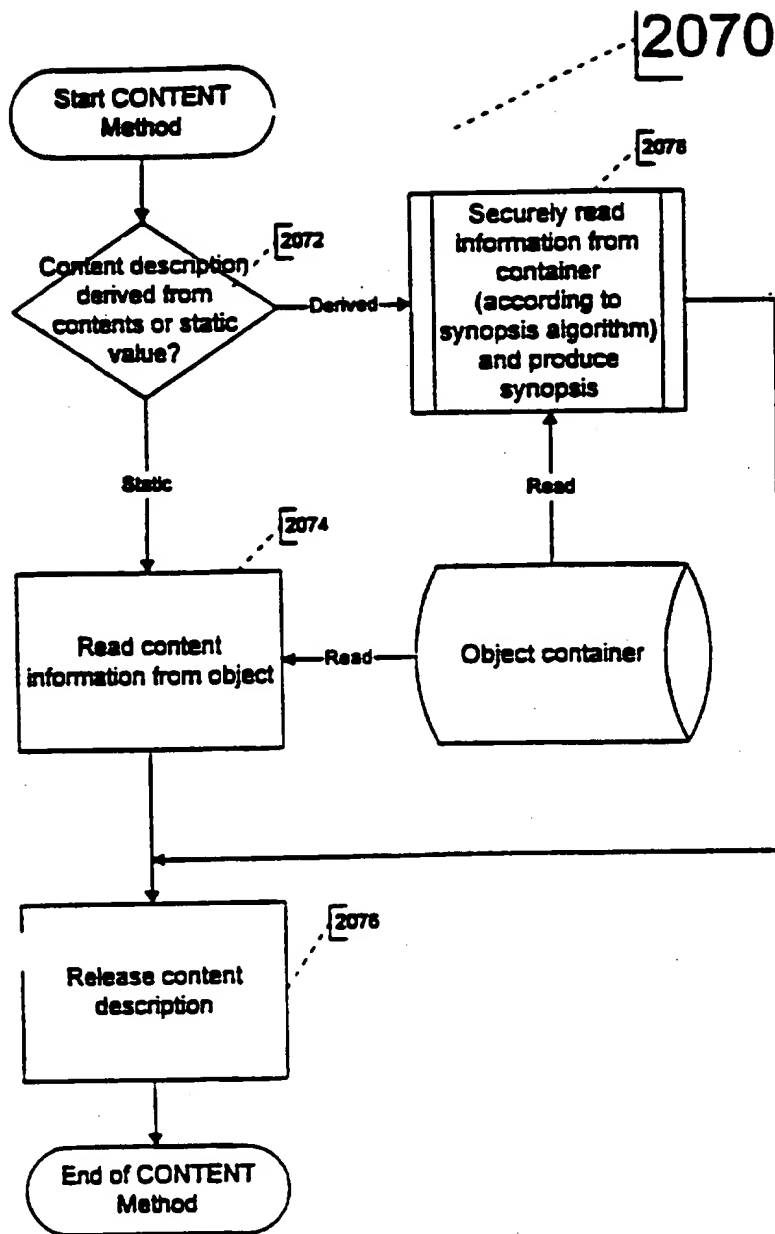 2070
Start CONTENT
Method
2078
Securely read
information from
container
(according to
synopsis algorithm)
and produce
synopsis
2072
Content description
derived from
contents or static
value?
Derived
Static
Read
2074
Read content
information from object
Read
Object container
2076
Release content
description
End of CONTENT
Method